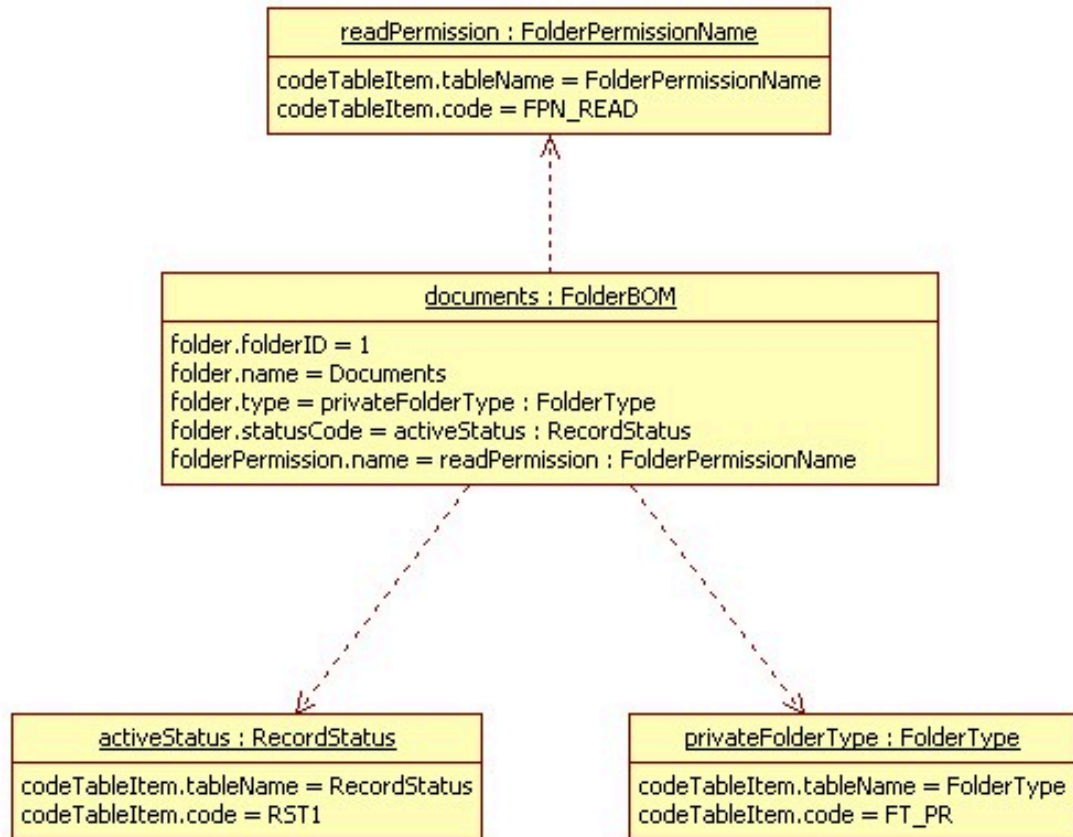 readPermission : FolderPermissionName
codeTableItem.tableName = FolderPermissionName
codeTableItem.code = FPN_READ
documents : FolderBOM
folder.folderID = 1
folder.name = Documents
folder.type = privateFolderType : FolderType
folder.statusCode = activeStatus : RecordStatus
folderPermission.name = readPermission : FolderPermissionName
activeStatus : RecordStatus
codeTableItem.tableName = RecordStatus
codeTableItem.code = RST1
privateFolderType : FolderType
codeTableItem.tableName = FolderType
codeTableItem.code = FT_PR